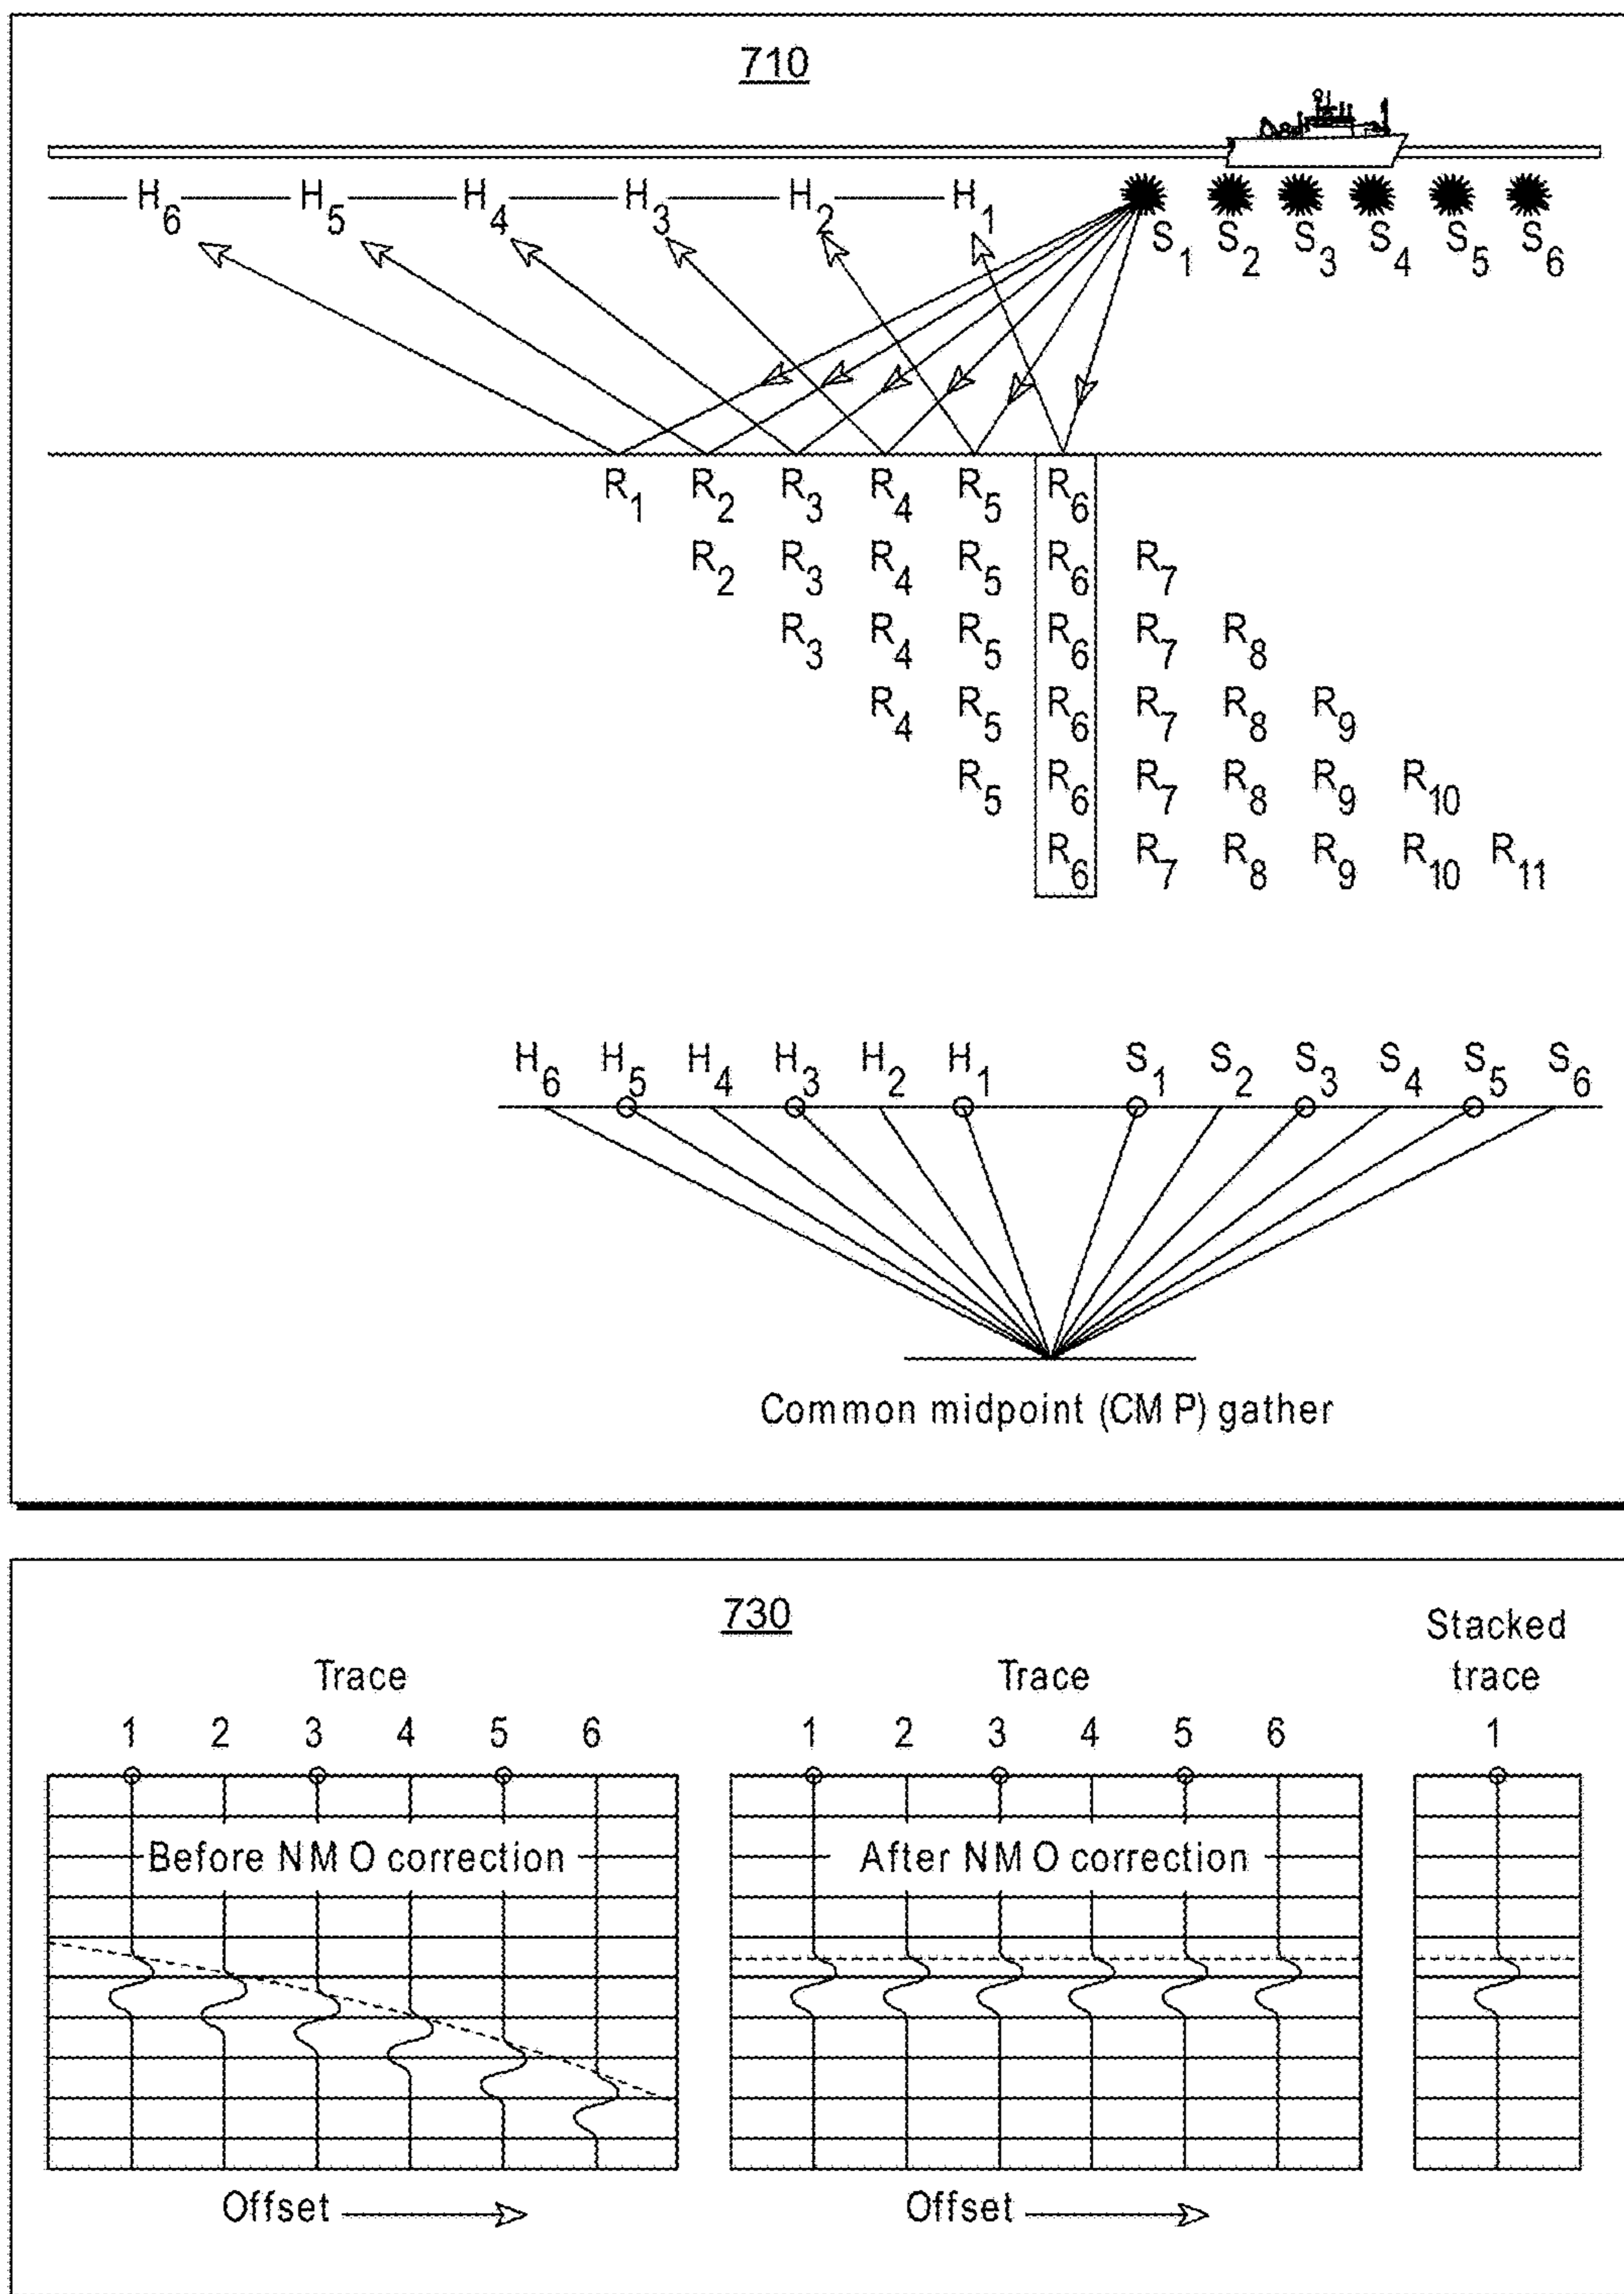 710
H6 H5 H4 H3 H2 H1
S1 S2 S3 S4 S5 S6
R1 R2 R3 R4 R5 R6
R2 R3 R4 R5 R6 R7
R3 R4 R5 R6 R7 R8
R4 R5 R6 R7 R8 R9
R5 R6 R7 R8 R9 R10
R6 R7 R8 R9 R10 R11
H6 H5 H4 H3 H2 H1 S1 S2 S3 S4 S5 S6
Common midpoint (CMP) gather
730
Trace
1 2 3 4 5 6
Before NMO correction
Offset
Trace
1 2 3 4 5 6
After NMO correction
Offset
Stacked
trace
1